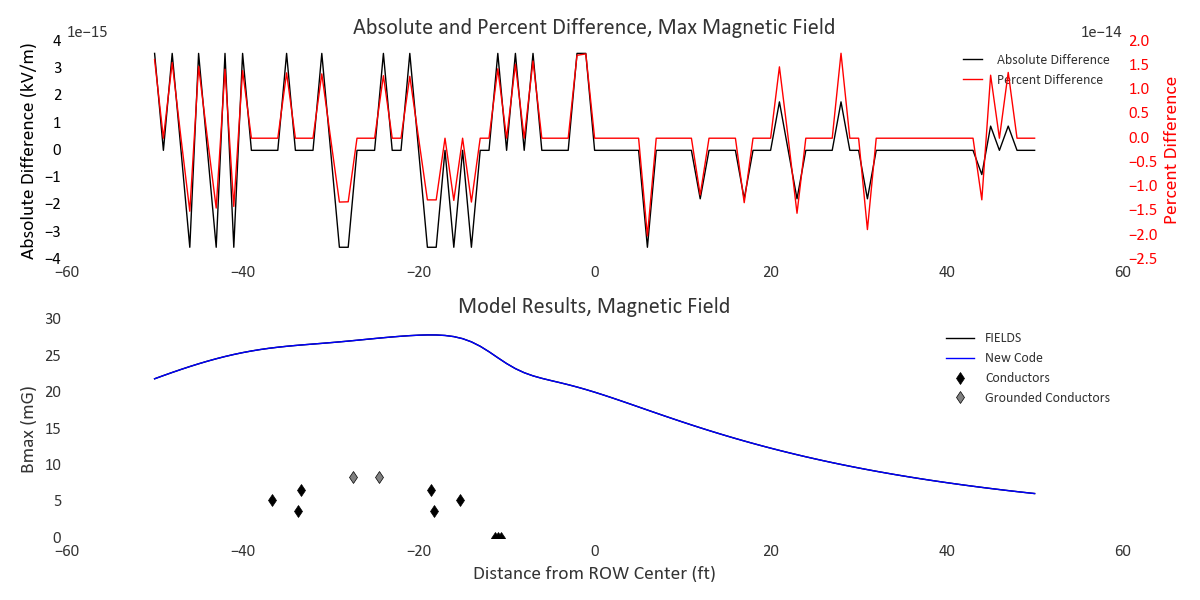 Absolute and Percent Difference, Max Magnetic Field
1e−15
1e−14
4
3
2
1
0
−1
−2
−3
−4
Absolute Difference (kV/m)
2.0
1.5
1.0
0.5
0.0
−0.5
−1.0
−1.5
−2.0
−2.5
Percent Difference
Absolute Difference
Percent Difference
−60 −40 −20 0 20 40 60
Model Results, Magnetic Field
30
25
20
15
10
5
0
Bmax (mG)
FIELDS
New Code
Conductors
Grounded Conductors
−60 −40 −20 0 20 40 60
Distance from ROW Center (ft)